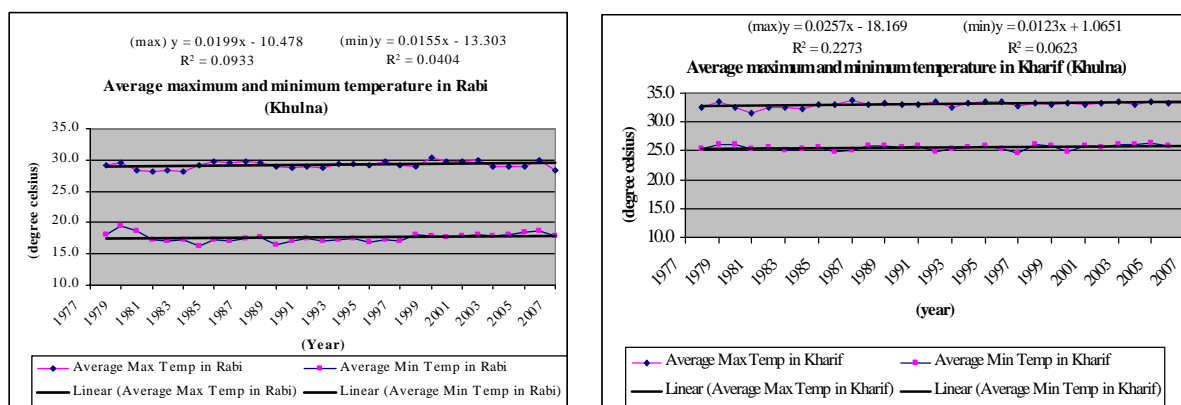 (max) y = 0.0199x - 10.478 (min)y = 0.0155x - 13.303
R² = 0.0933 R² = 0.0404
Average maximum and minimum temperature in Rabi
(Khulna)
(degree celsius)
35.0
30.0
25.0
20.0
15.0
10.0
1977 1979 1981 1982 1983 1984 1985 1986 1987 1989 1991 1993 1995 1997 1999 2001 2003 2005 2007
(Year)
Average Max Temp in Rabi Average Min Temp in Rabi
Linear (Average Max Temp in Rabi) Linear (Average Min Temp in Rabi)
(max)y = 0.0257x - 18.169 (min)y = 0.0123x + 1.0651
R² = 0.2273 R² = 0.0623
Average maximum and minimum temperature in Kharif (Khulna)
(degree celsius)
35.0
30.0
25.0
20.0
15.0
10.0
1977 1979 1981 1983 1985 1987 1989 1991 1993 1995 1997 1999 2001 2003 2005 2007
(year)
Average Max Temp in Kharif Average Min Temp in Kharif
Linear (Average Max Temp in Kharif) Linear (Average Min Temp in Kharif)